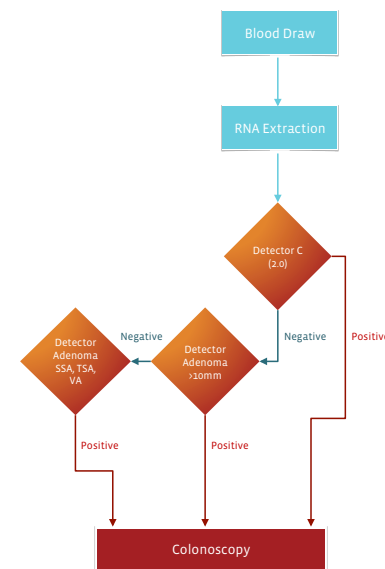 Blood Draw
RNA Extraction
Detector C
(2.0)
Negative
Negative
Positive
Detector
Adenoma
SSA, TSA,
VA
Detector
Adenoma
>10mm
Positive
Positive
Colonoscopy